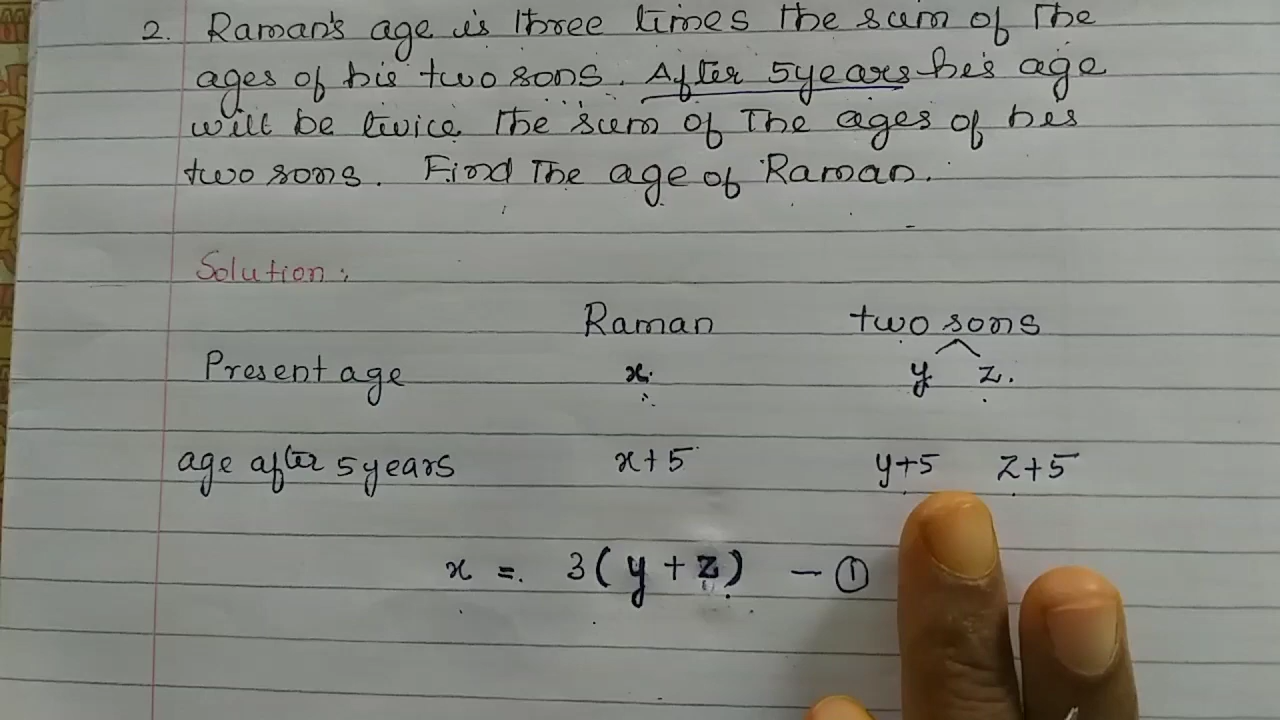 2. Raman's age is three times the sum of The
ages of his two sons. After 5years his age
will be twice the sum of The ages of his
two sons. Find The age of Raman.
Solution:
Raman two sons
Present age x y z.
age after 5 years x+5 y+5 z+5
x = 3(y+z) - ①